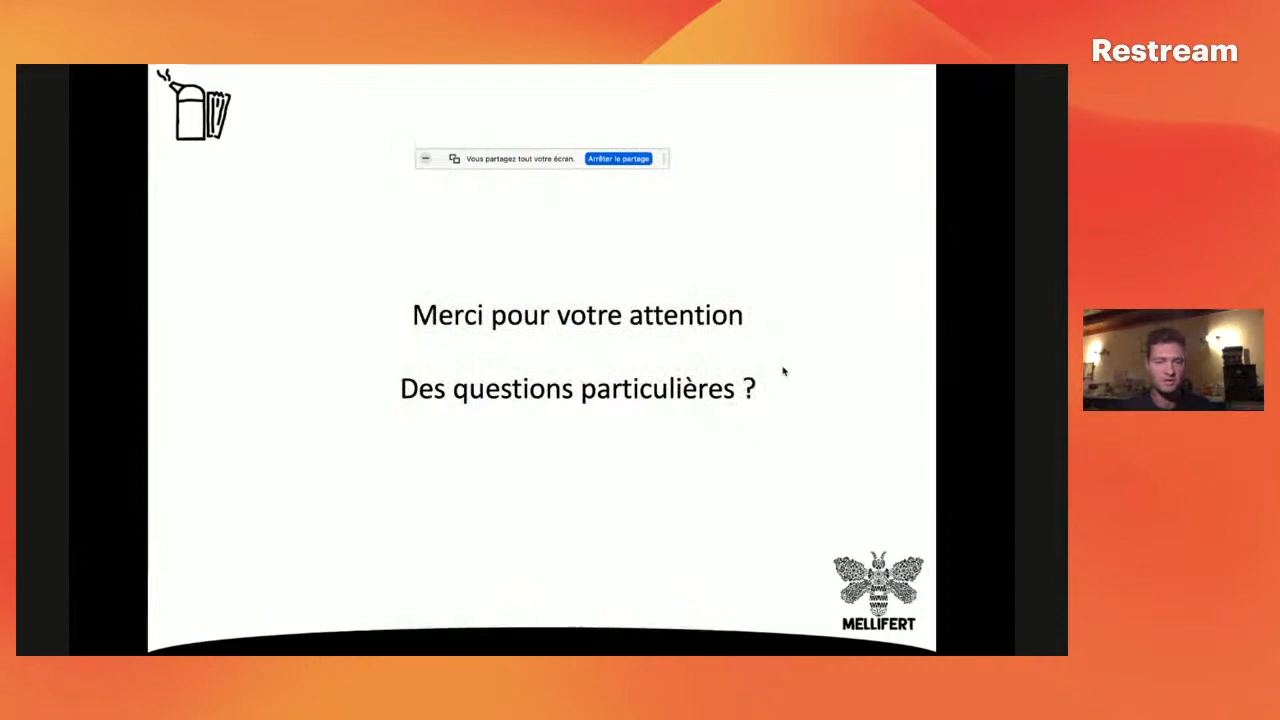 Restream
Vous partagez tout votre écran. Arrêter le partage
Merci pour votre attention
Des questions particulières ?
MELLIFERT